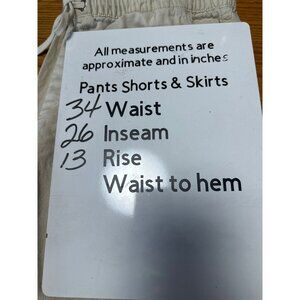 All measurements are
approximate and in inches
Pants Shorts & Skirts
34 Waist
26 Inseam
13 Rise
Waist to hem